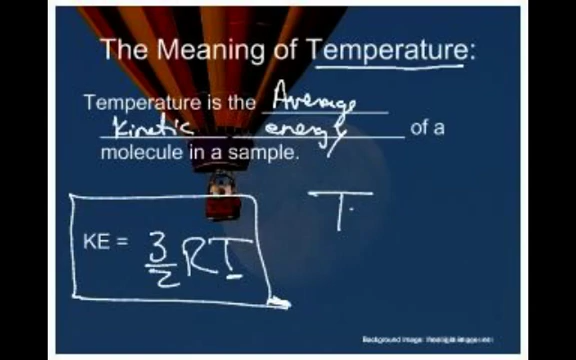 The Meaning of Temperature:
Temperature is the Average
kinetic energy of a
molecule in a sample.
KE = 3/2 RT
T
Background image: